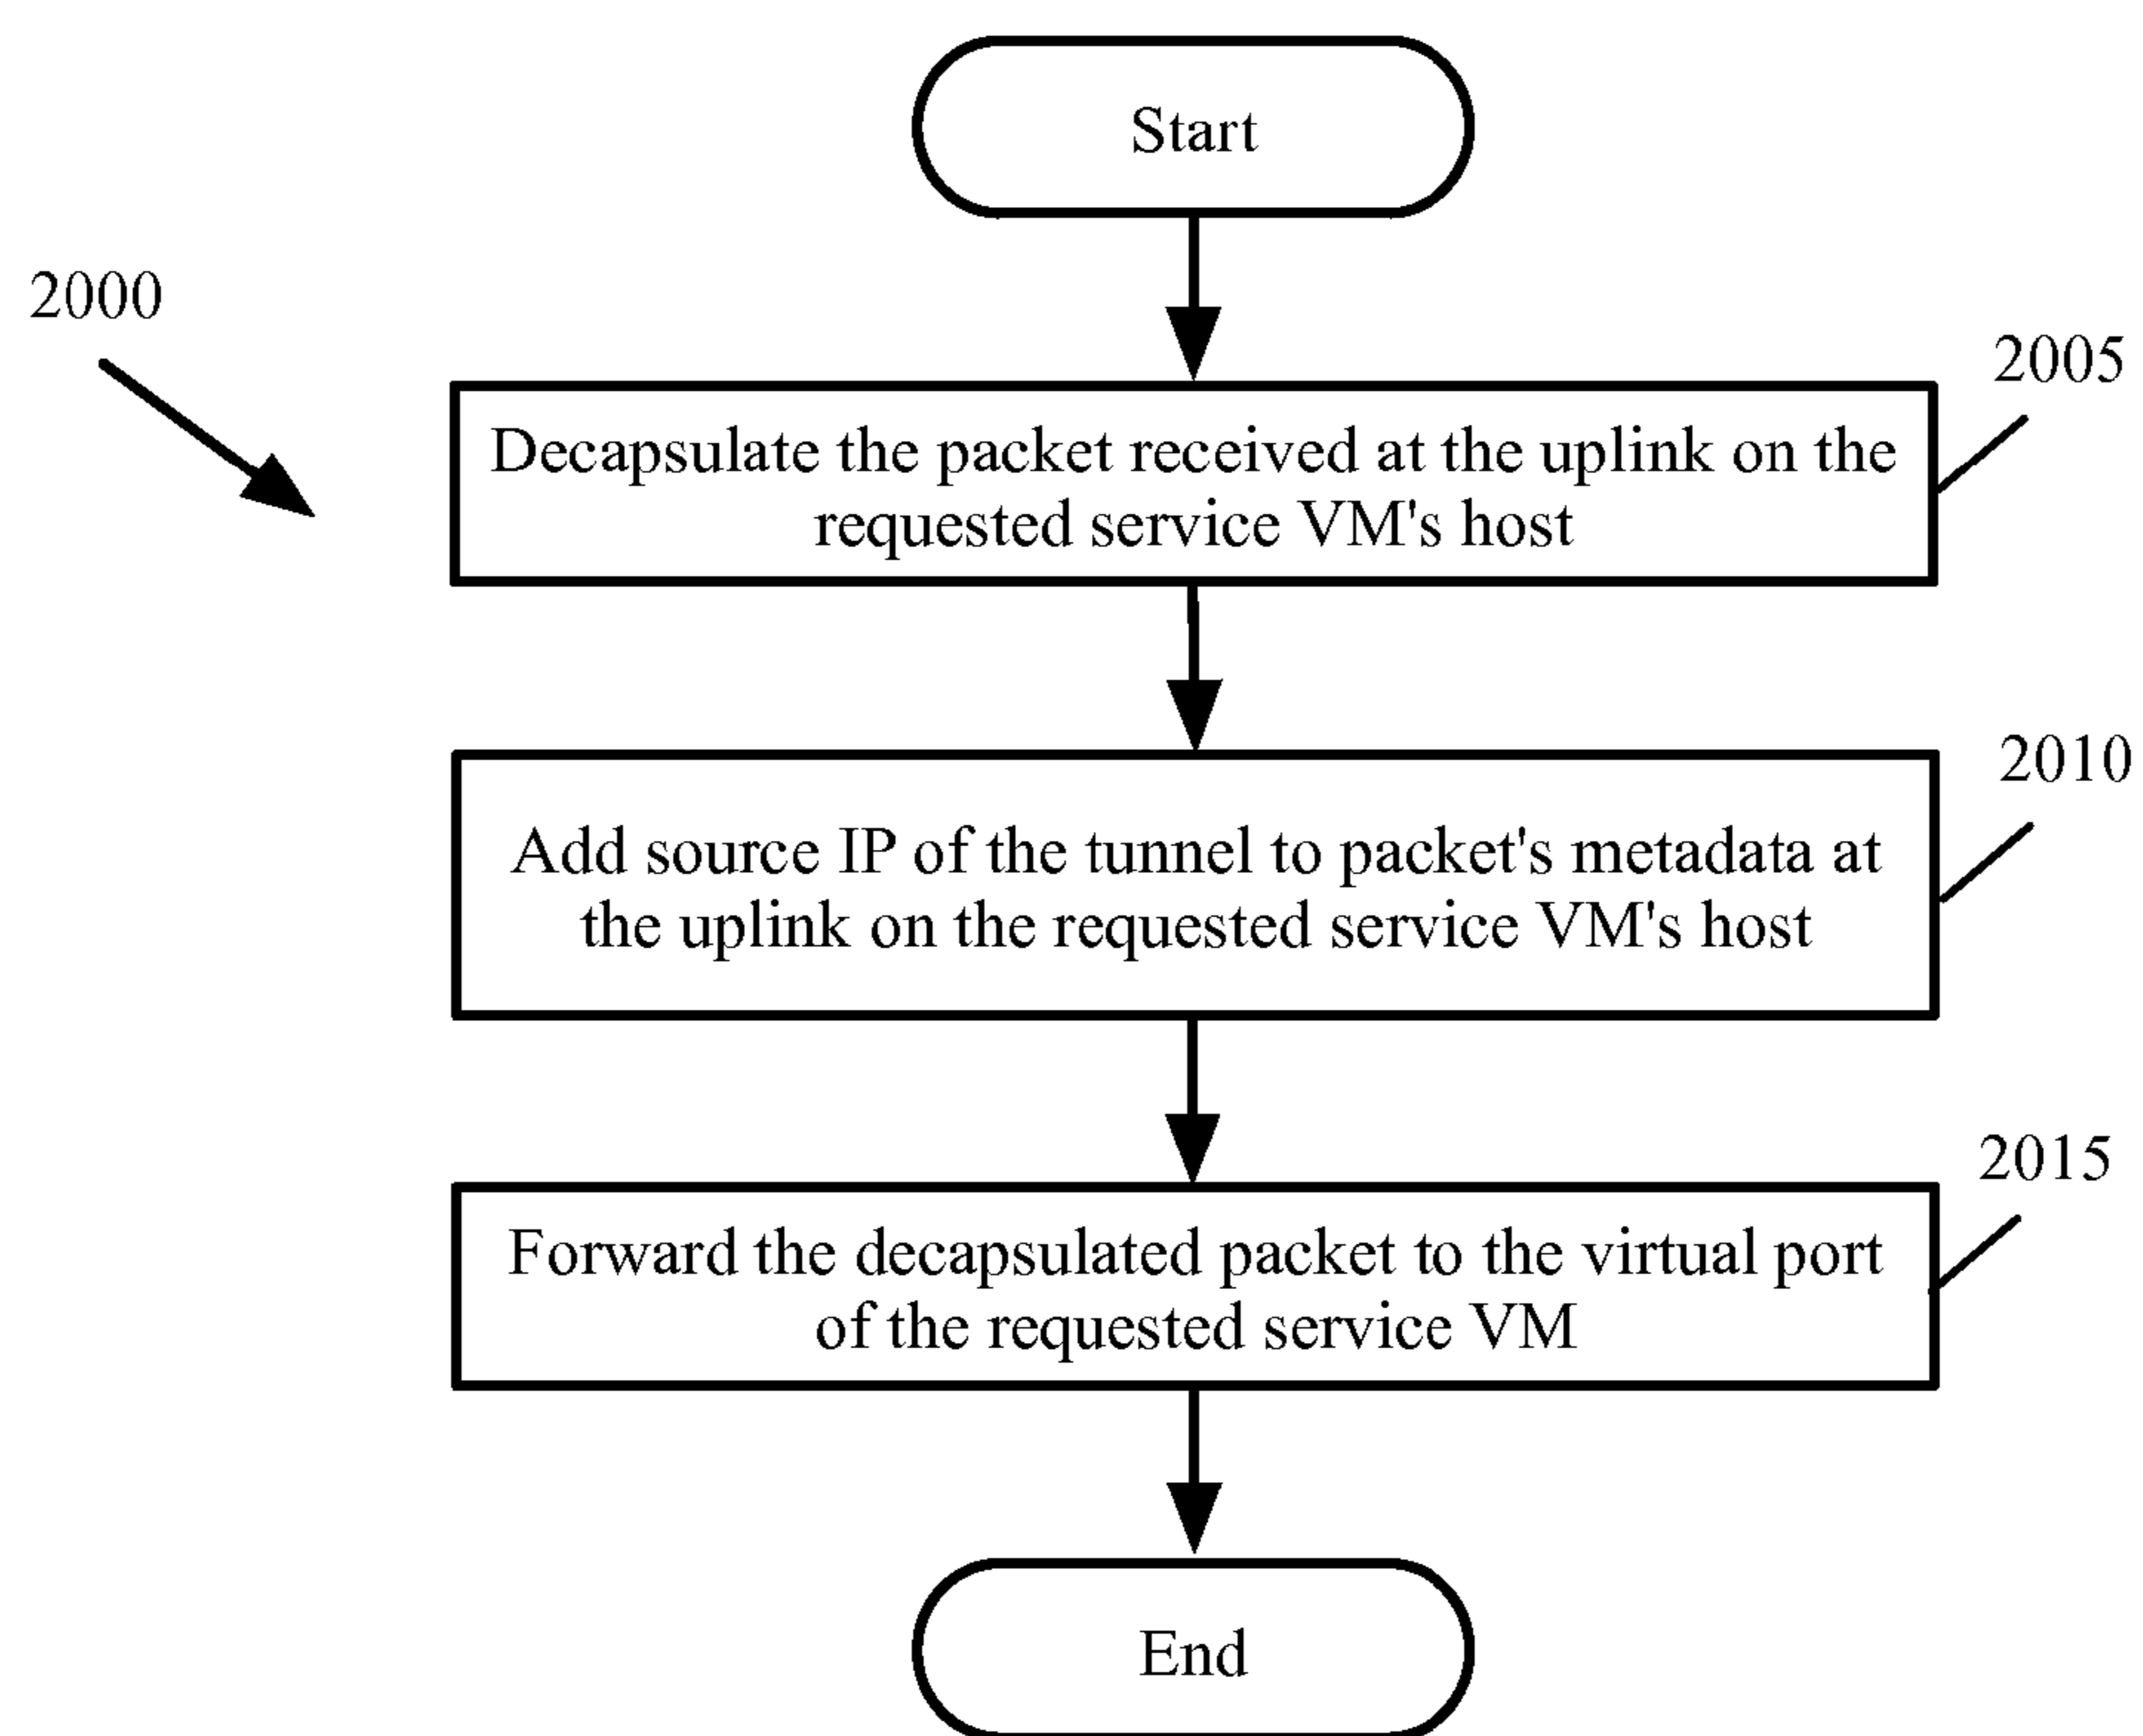 Start
2000
2005
Decapsulate the packet received at the uplink on the
requested service VM's host
2010
Add source IP of the tunnel to packet's metadata at
the uplink on the requested service VM's host
2015
Forward the decapsulated packet to the virtual port
of the requested service VM
End